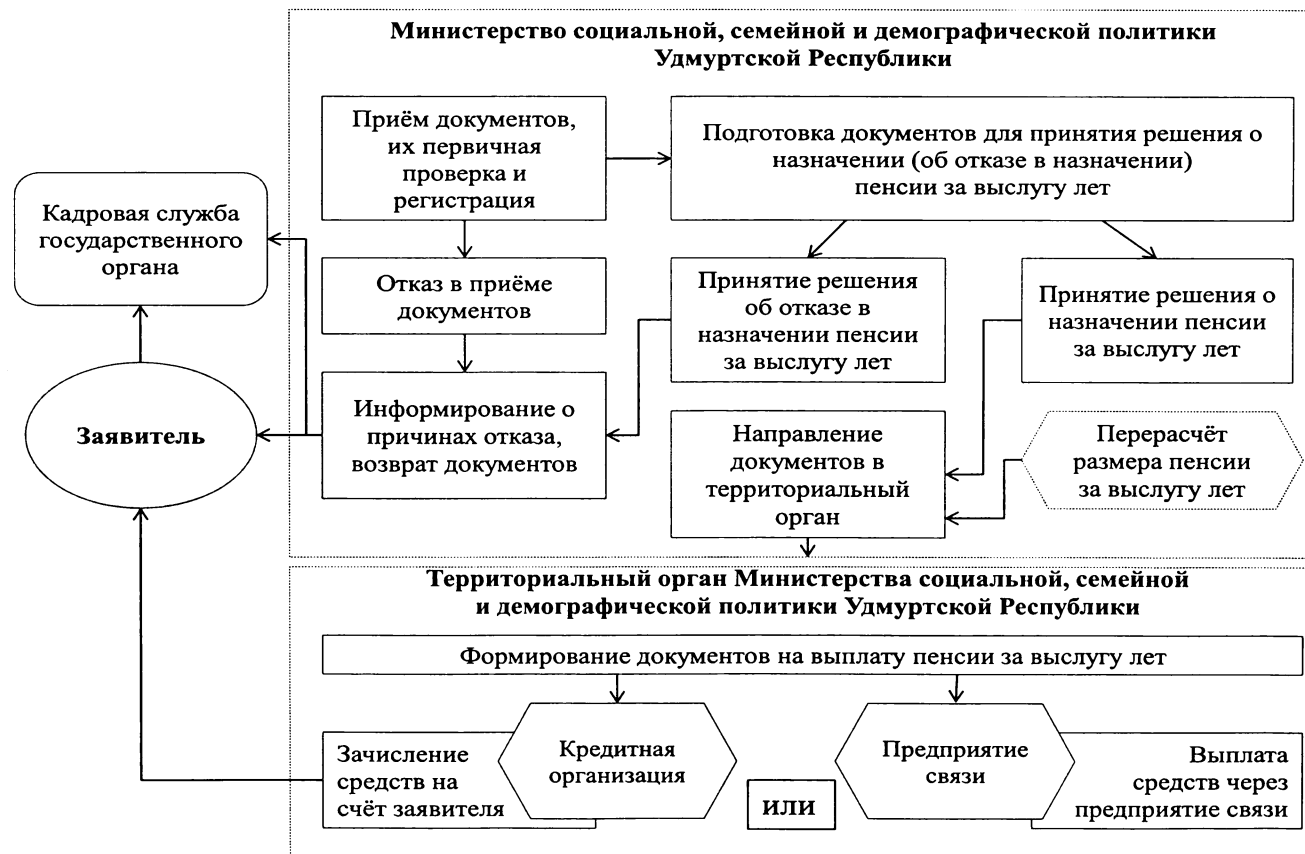 Министерство социальной, семейной и демографической политики
Удмуртской Республики
Приём документов,
их первичная
проверка и
регистрация
Подготовка документов для принятия решения о
назначении (об отказе в назначении)
пенсии за выслугу лет
Кадровая служба
государственного
органа
Отказ в приёме
документов
Принятие решения
об отказе в
назначении пенсии
за выслугу лет
Принятие решения о
назначении пенсии
за выслугу лет
Заявитель
Информирование о
причинах отказа,
возврат документов
Направление
документов в
территориальный
орган
Перерасчёт
размера пенсии
за выслугу лет
Территориальный орган Министерства социальной, семейной
и демографической политики Удмуртской Республики
Формирование документов на выплату пенсии за выслугу лет
Зачисление
средств на
счёт заявителя
Кредитная
организация
ИЛИ
Предприятие
связи
Выплата
средств через
предприятие связи